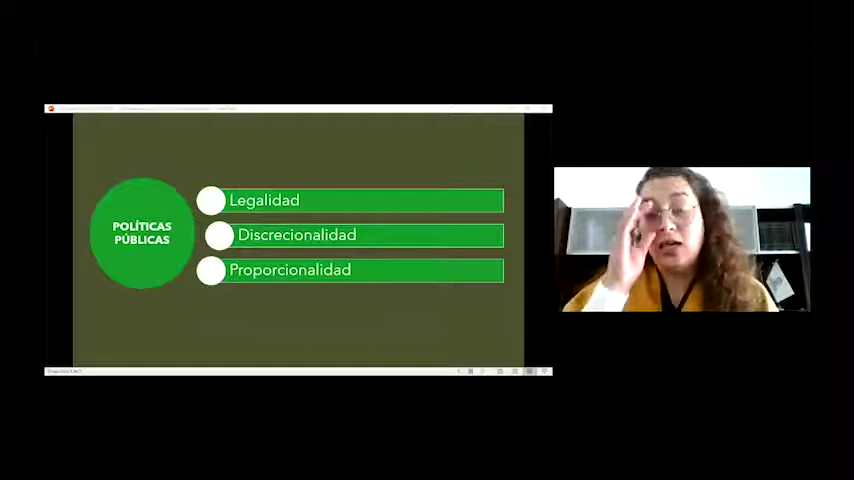 POLÍTICAS
PÚBLICAS
Legalidad
Discrecionalidad
Proporcionalidad